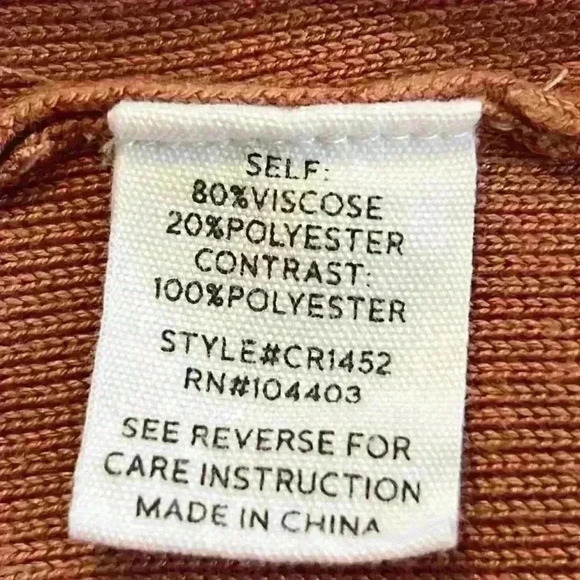 SELF:
80%VISCOSE
20%POLYESTER
CONTRAST:
100%POLYESTER
STYLE#CR1452
RN#104403
SEE REVERSE FOR
CARE INSTRUCTION
MADE IN CHINA